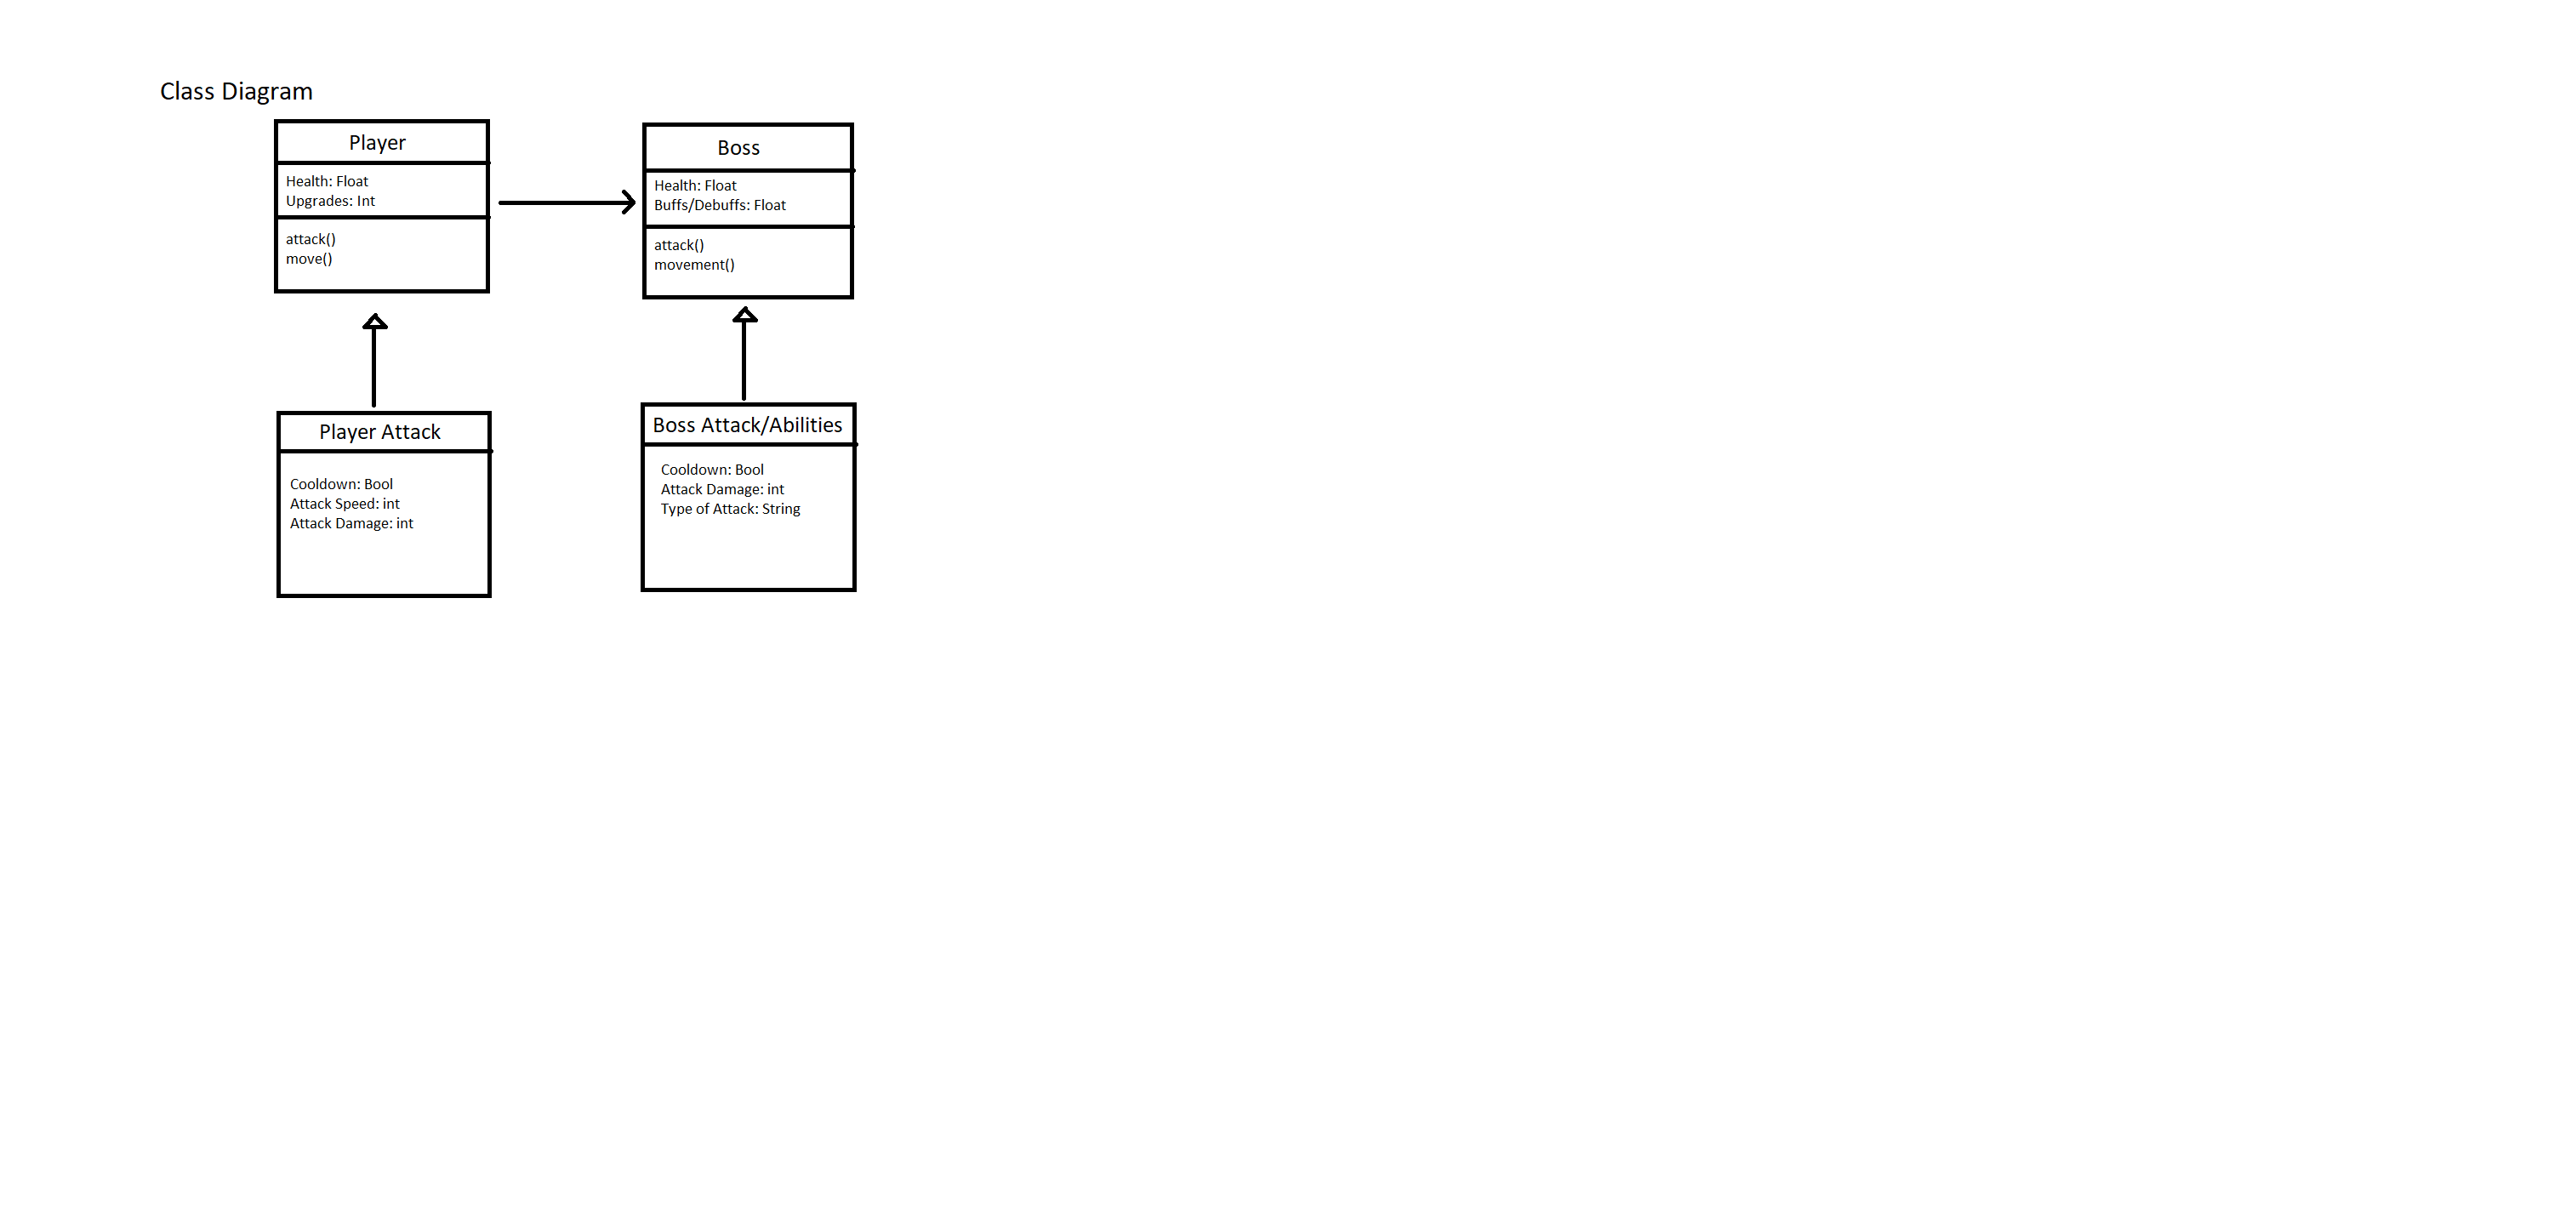 Class Diagram
Player
Health: Float
Upgrades: Int
attack()
move()
Boss
Health: Float
Buffs/Debuffs: Float
attack()
movement()
Player Attack
Cooldown: Bool
Attack Speed: int
Attack Damage: int
Boss Attack/Abilities
Cooldown: Bool
Attack Damage: int
Type of Attack: String